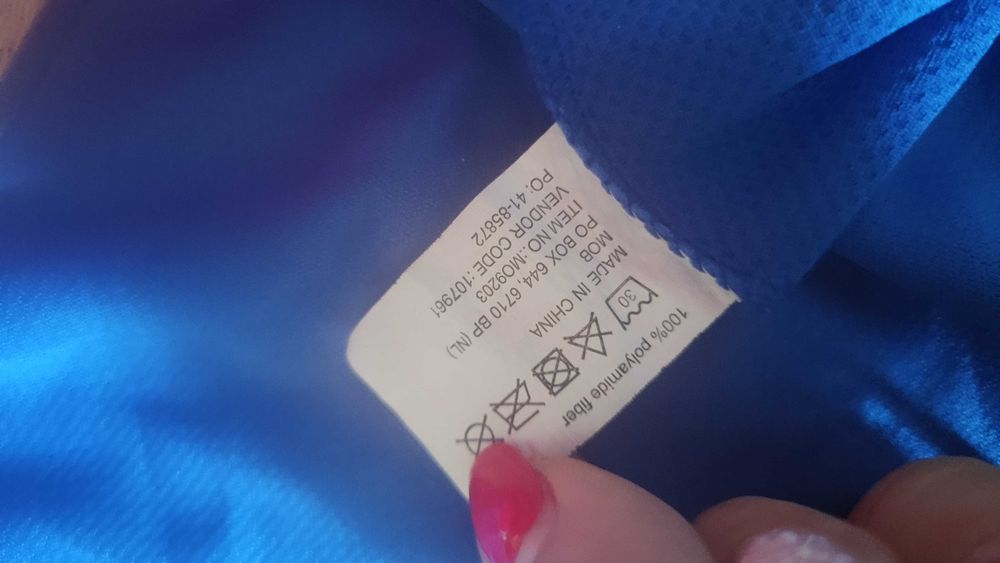 100% polyamide fiber
30
MADE IN CHINA
MOB
PO BOX 644, 6710 BP (NL)
ITEM NO.:MO9203
VENDOR CODE :107961
PO: 41-85872